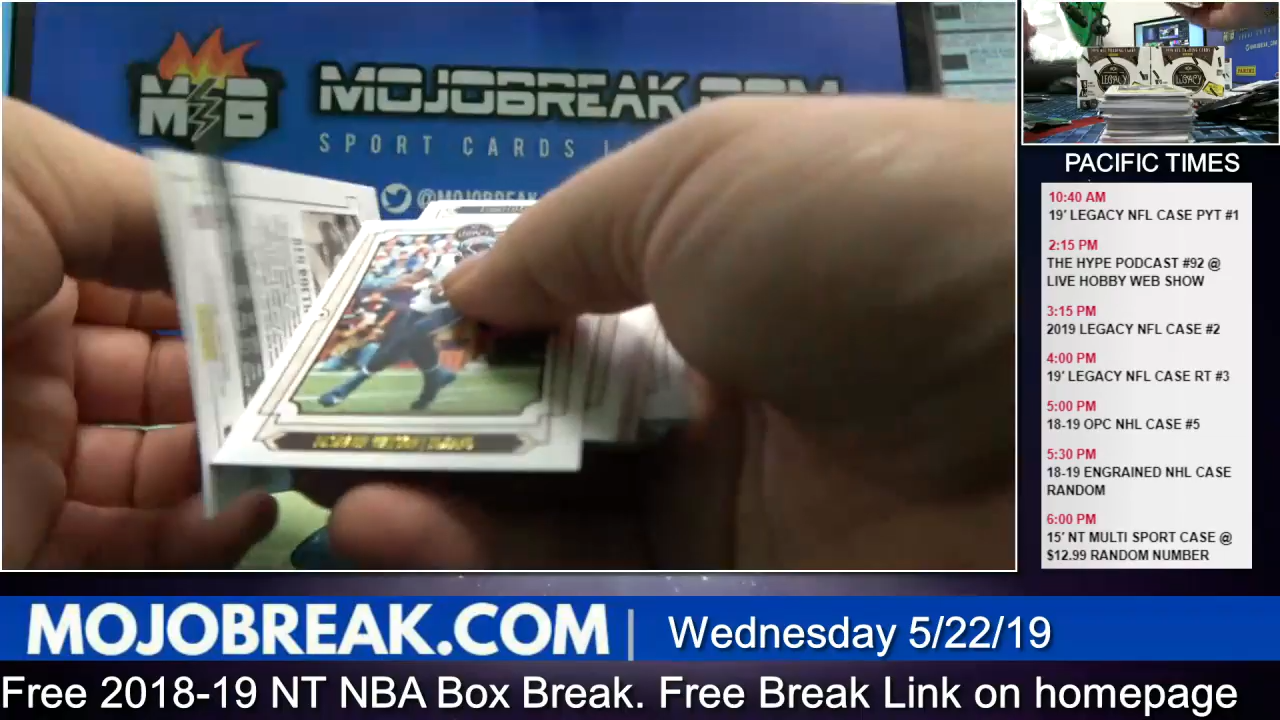 MB
MOJOBREAK.COM
SPORT CARDS
@MOJOBREAK
LEGACY
LEGACY
PACIFIC TIMES
10:40 AM
19' LEGACY NFL CASE PYT #1
2:15 PM
THE HYPE PODCAST #92 @
LIVE HOBBY WEB SHOW
3:15 PM
2019 LEGACY NFL CASE #2
4:00 PM
19' LEGACY NFL CASE RT #3
5:00 PM
18-19 OPC NHL CASE #5
5:30 PM
18-19 ENGRAINED NHL CASE
RANDOM
6:00 PM
15' NT MULTI SPORT CASE @
$12.99 RANDOM NUMBER
MOJOBREAK.COM | Wednesday 5/22/19
Free 2018-19 NT NBA Box Break. Free Break Link on homepage